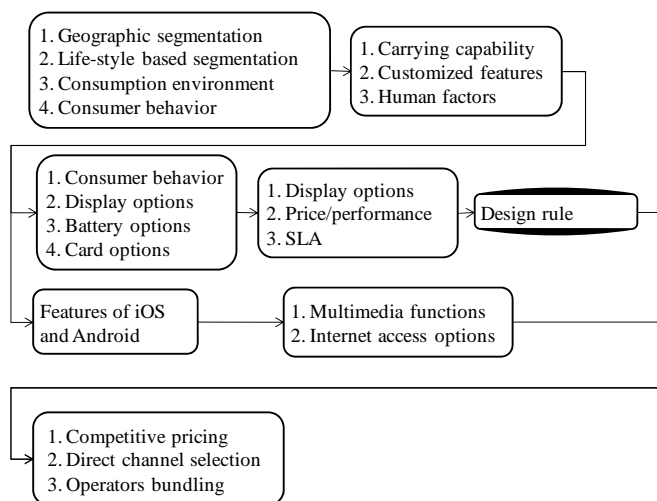 1. Geographic segmentation
2. Life-style based segmentation
3. Consumption environment
4. Consumer behavior
1. Carrying capability
2. Customized features
3. Human factors
1. Consumer behavior
2. Display options
3. Battery options
4. Card options
1. Display options
2. Price/performance
3. SLA
Design rule
Features of iOS
and Android
1. Multimedia functions
2. Internet access options
1. Competitive pricing
2. Direct channel selection
3. Operators bundling